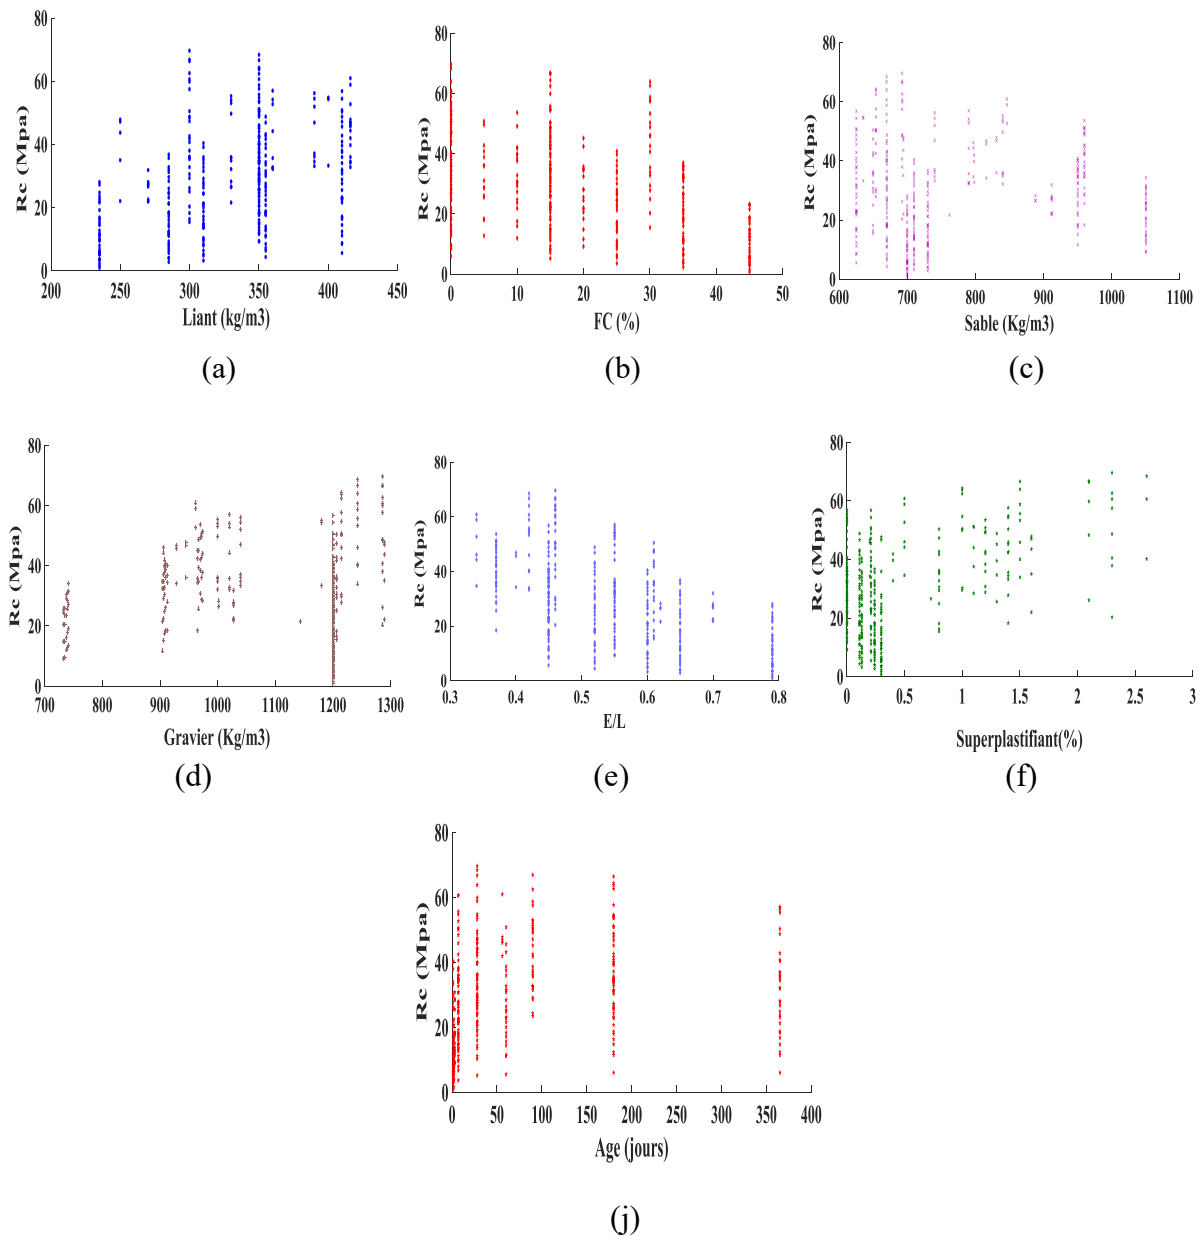 80
60
40
20
0
Rc (Mpa)
200 250 300 350 400 450
Liant (kg/m3)
(a)
80
60
40
20
0
Rc (Mpa)
0 10 20 30 40 50
FC (%)
(b)
80
60
40
20
0
Rc (Mpa)
600 700 800 900 1000 1100
Sable (Kg/m3)
(c)
80
60
40
20
0
Rc (Mpa)
700 800 900 1000 1100 1200 1300
Gravier (Kg/m3)
(d)
80
60
40
20
0
Rc (Mpa)
0.3 0.4 0.5 0.6 0.7 0.8
E/L
(e)
80
60
40
20
0
Rc (Mpa)
0 0.5 1 1.5 2 2.5 3
Superplastifiant(%)
(f)
80
60
40
20
0
Rc (Mpa)
0 50 100 150 200 250 300 350 400
Age (jours)
(j)